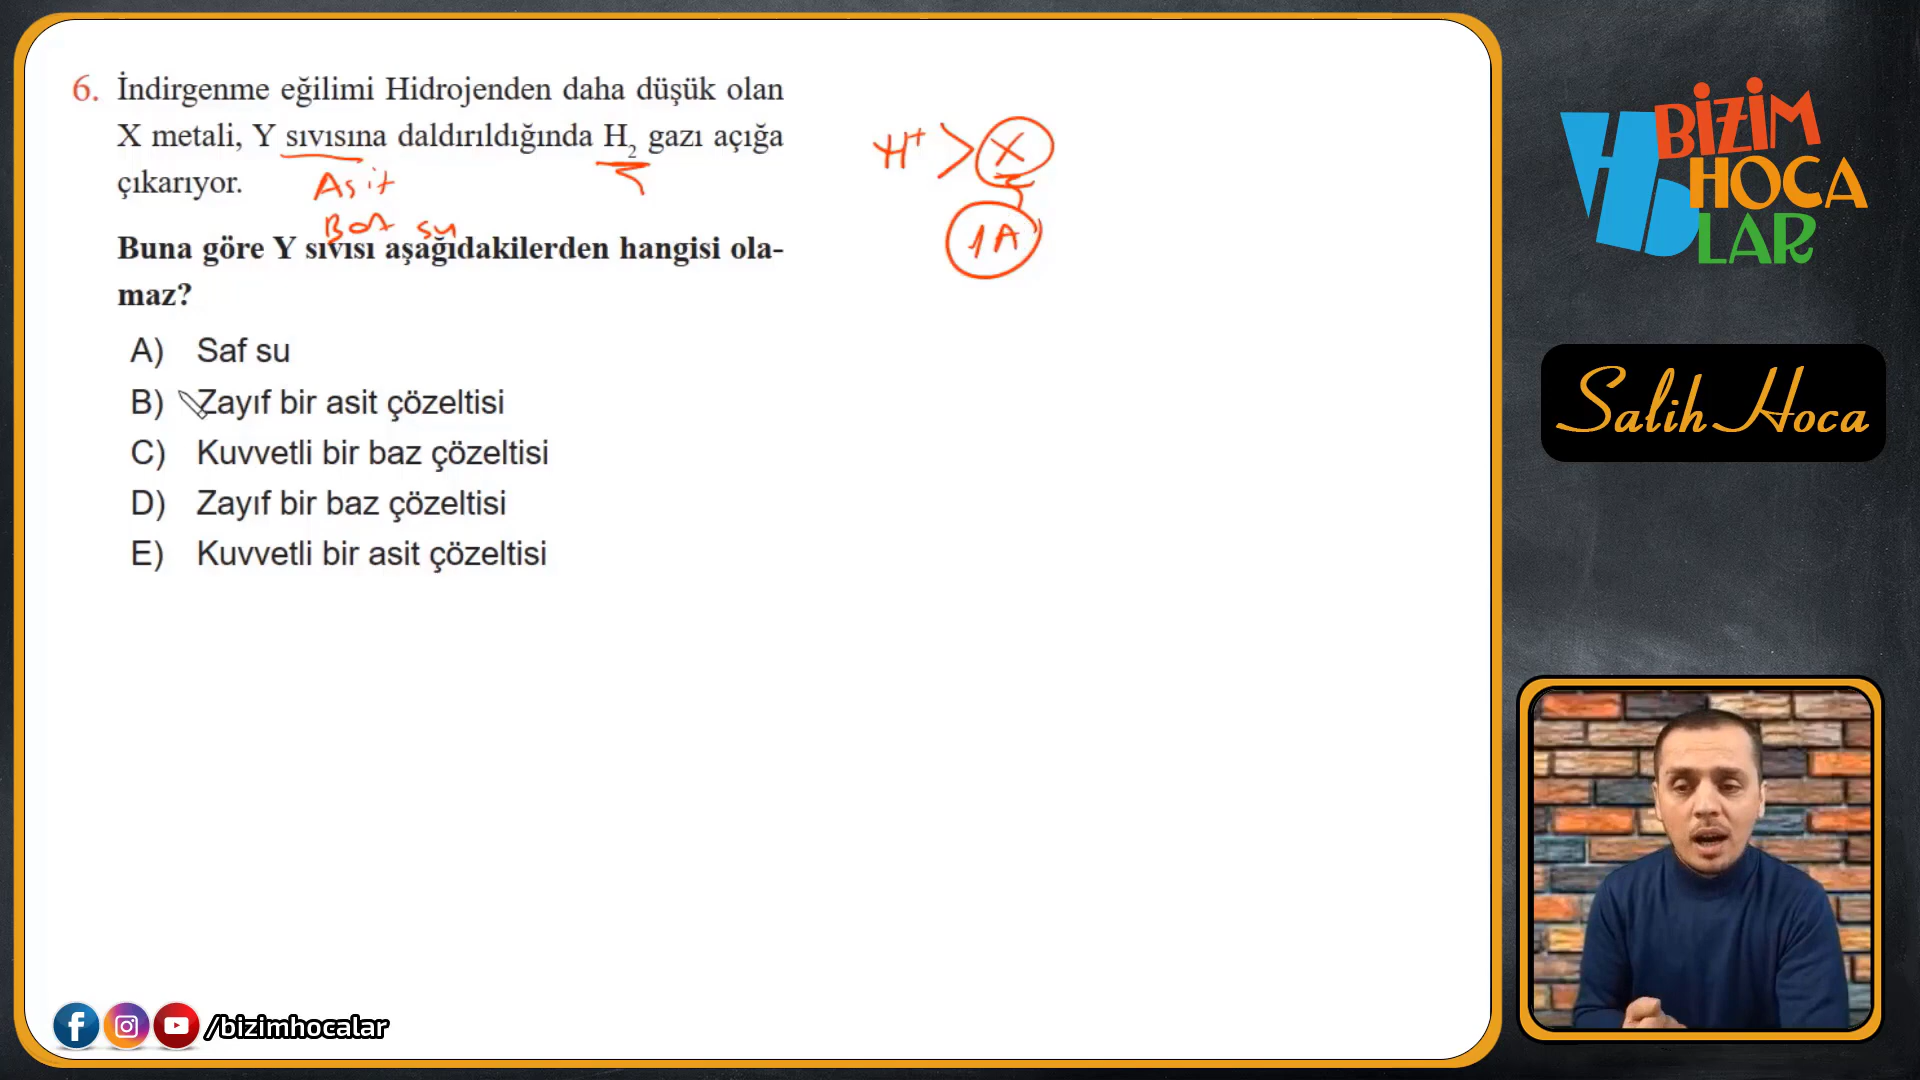 6. İndirgenme eğilimi Hidrojenden daha düşük olan
X metali, Y sıvısına daldırıldığında H₂ gazı açığa
çıkarıyor.
Asit
Baz su
Buna göre Y sıvısı aşağıdakilerden hangisi ola-
maz?
A) Saf su
B) Zayıf bir asit çözeltisi
C) Kuvvetli bir baz çözeltisi
D) Zayıf bir baz çözeltisi
E) Kuvvetli bir asit çözeltisi
H⁺ > X
1A
BİZİM
HOCA
LAR
Salih Hoca
/bizimhocalar